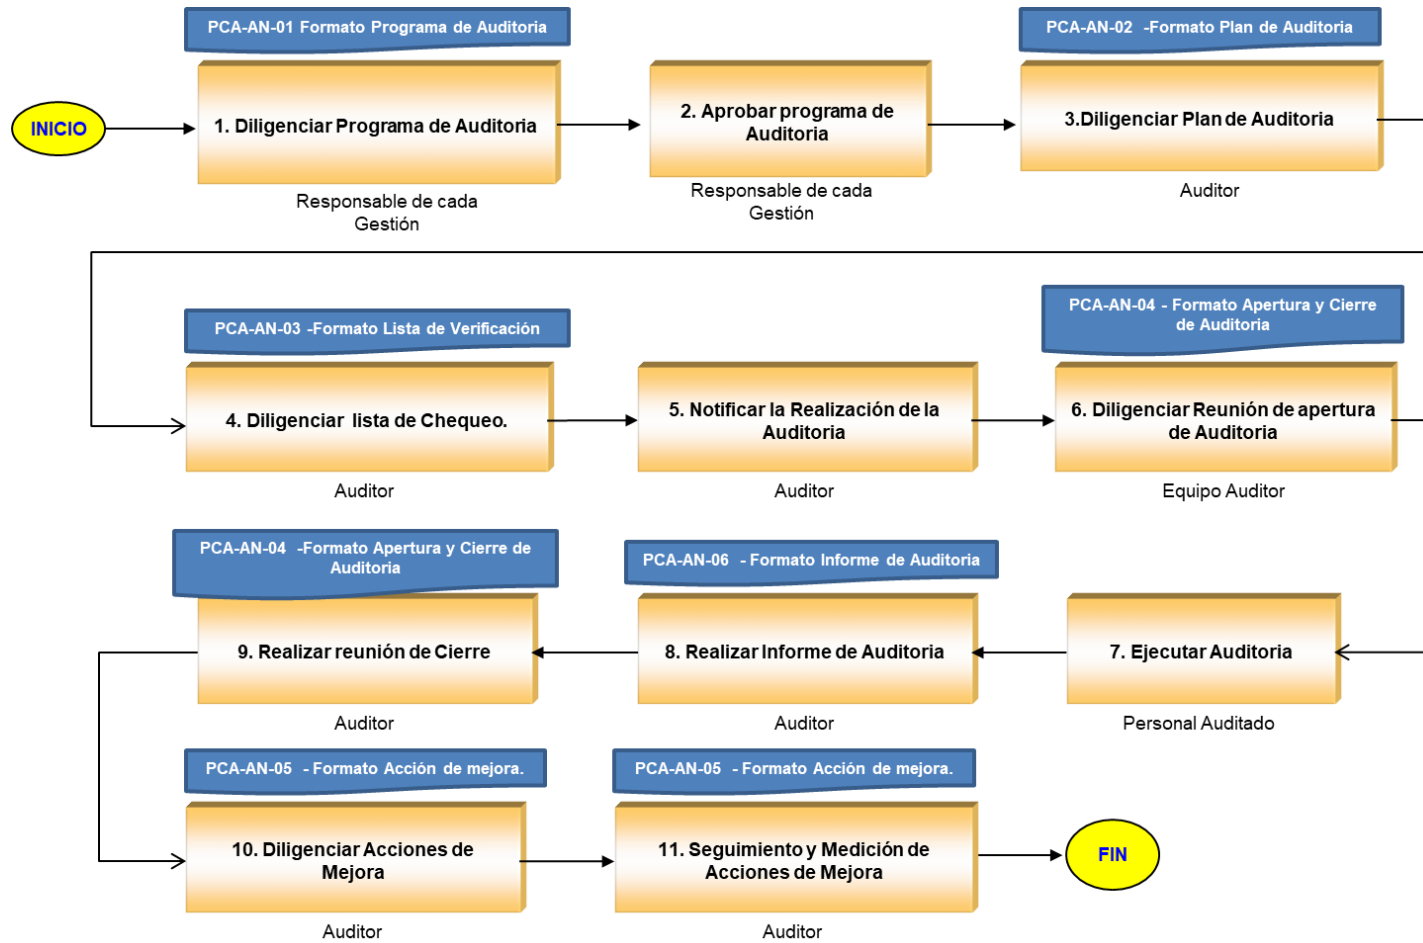 PCA-AN-01 Formato Programa de Auditoria
PCA-AN-02 -Formato Plan de Auditoria
INICIO
1. Diligenciar Programa de Auditoria
2. Aprobar programa de
Auditoria
3.Diligenciar Plan de Auditoria
Responsable de cada
Gestión
Responsable de cada
Gestión
Auditor
PCA-AN-03 -Formato Lista de Verificación
PCA-AN-04 - Formato Apertura y Cierre
de Auditoria
4. Diligenciar lista de Chequeo.
5. Notificar la Realización de la
Auditoria
6. Diligenciar Reunión de apertura
de Auditoria
Auditor
Auditor
Equipo Auditor
PCA-AN-04 -Formato Apertura y Cierre de
Auditoria
PCA-AN-06 - Formato Informe de Auditoria
9. Realizar reunión de Cierre
8. Realizar Informe de Auditoria
7. Ejecutar Auditoria
Auditor
Auditor
Personal Auditado
PCA-AN-05 - Formato Acción de mejora.
PCA-AN-05 - Formato Acción de mejora.
10. Diligenciar Acciones de
Mejora
11. Seguimiento y Medición de
Acciones de Mejora
FIN
Auditor
Auditor